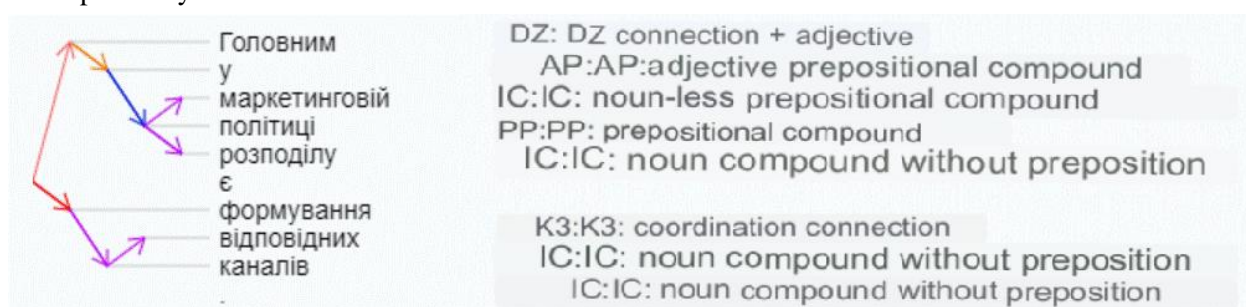 Головним DZ: DZ connection + adjective
у AP:AP:adjective prepositional compound
маркетинговій IC:IC: noun-less prepositional compound
політиці PP:PP: prepositional compound
розподілу IC:IC: noun compound without preposition
є
формування K3:K3: coordination connection
відповідних IC:IC: noun compound without preposition
каналів IC:IC: noun compound without preposition
.